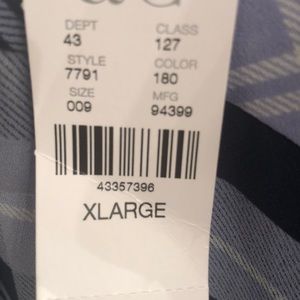 DEPT CLASS
43 127
STYLE COLOR
7791 180
SIZE MFG
009 94399
43357396
XLARGE